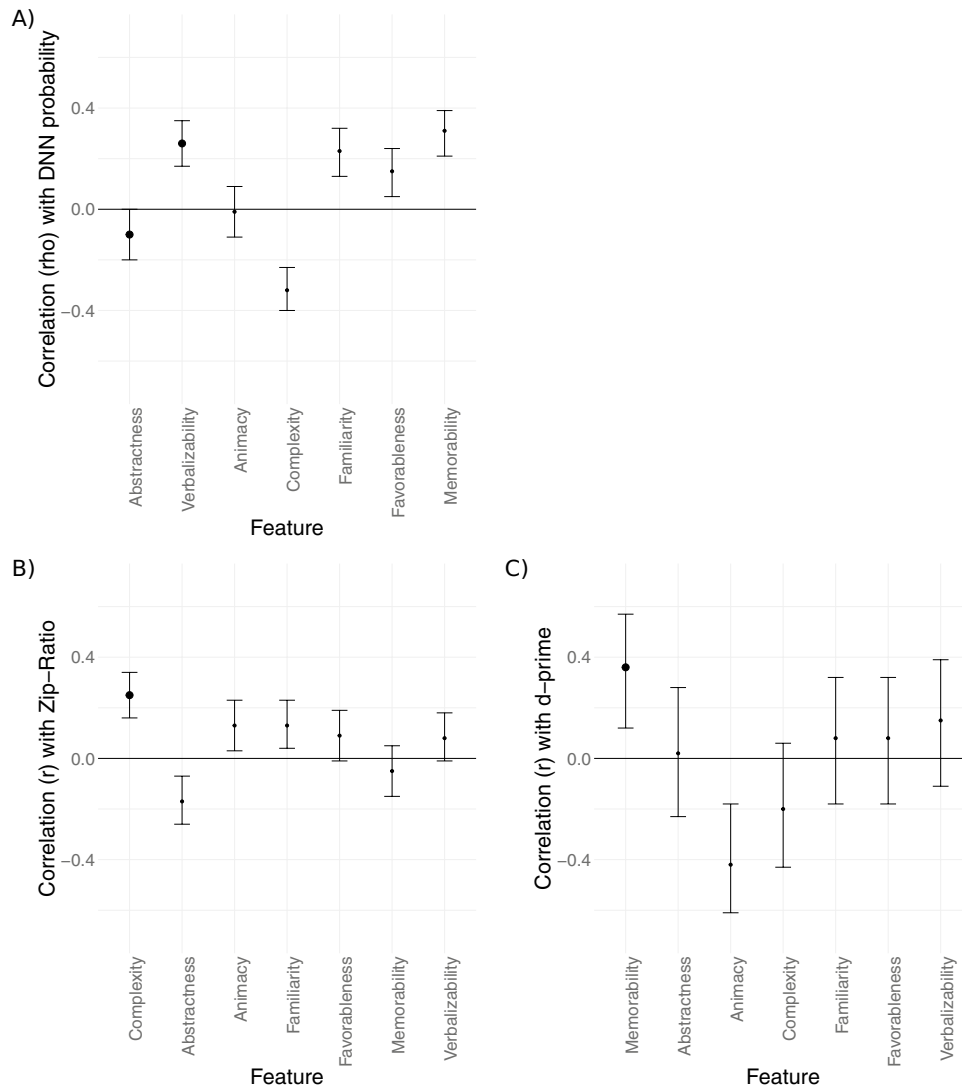 A)
Correlation (rho) with DNN probability
0.4
0.0
−0.4
Abstractness
Verbalizability
Animacy
Complexity
Familiarity
Favorableness
Memorability
Feature
B)
Correlation (r) with Zip−Ratio
0.4
0.0
−0.4
Complexity
Abstractness
Animacy
Familiarity
Favorableness
Memorability
Verbalizability
Feature
C)
Correlation (r) with d−prime
0.4
0.0
−0.4
Memorability
Abstractness
Animacy
Complexity
Familiarity
Favorableness
Verbalizability
Feature